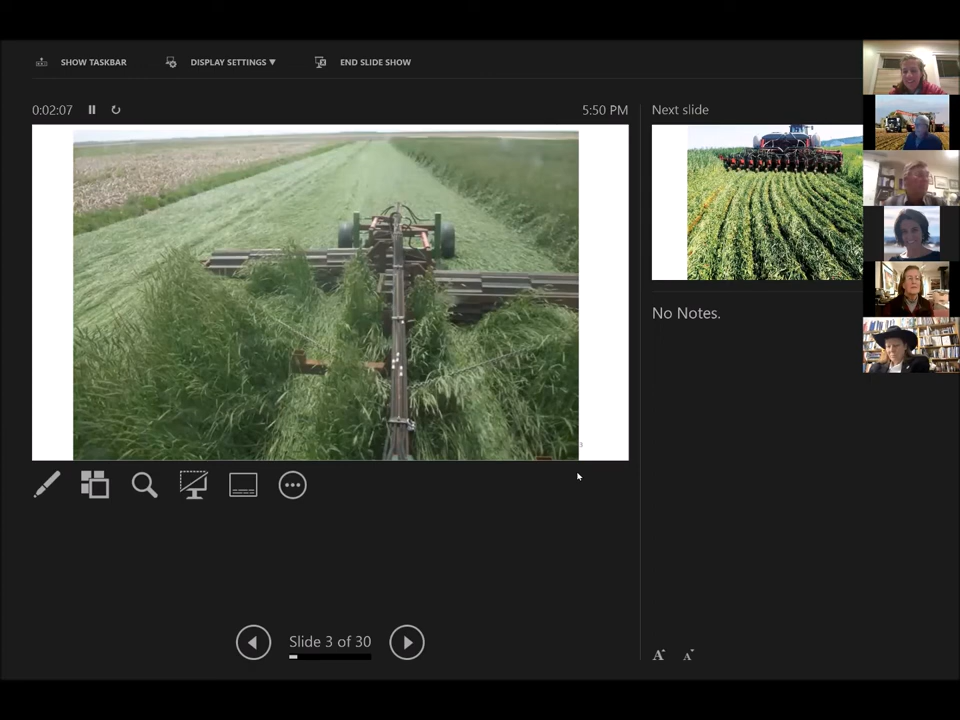 SHOW TASKBAR
DISPLAY SETTINGS ▼
END SLIDE SHOW
0:02:07
5:50 PM
Next slide
3
No Notes.
Slide 3 of 30
A A